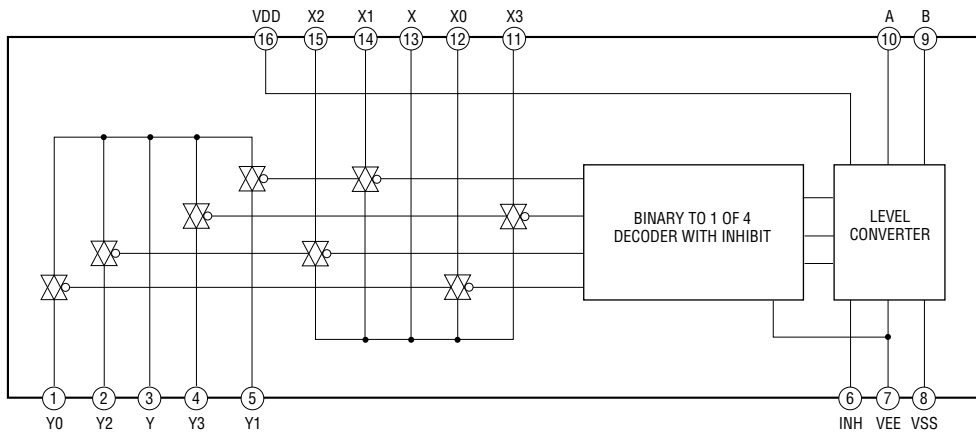 VDD X2 X1 X X0 X3 A B
16 15 14 13 12 11 10 9
BINARY TO 1 OF 4
DECODER WITH INHIBIT
LEVEL
CONVERTER
1 2 3 4 5 6 7 8
Y0 Y2 Y Y3 Y1 INH VEE VSS